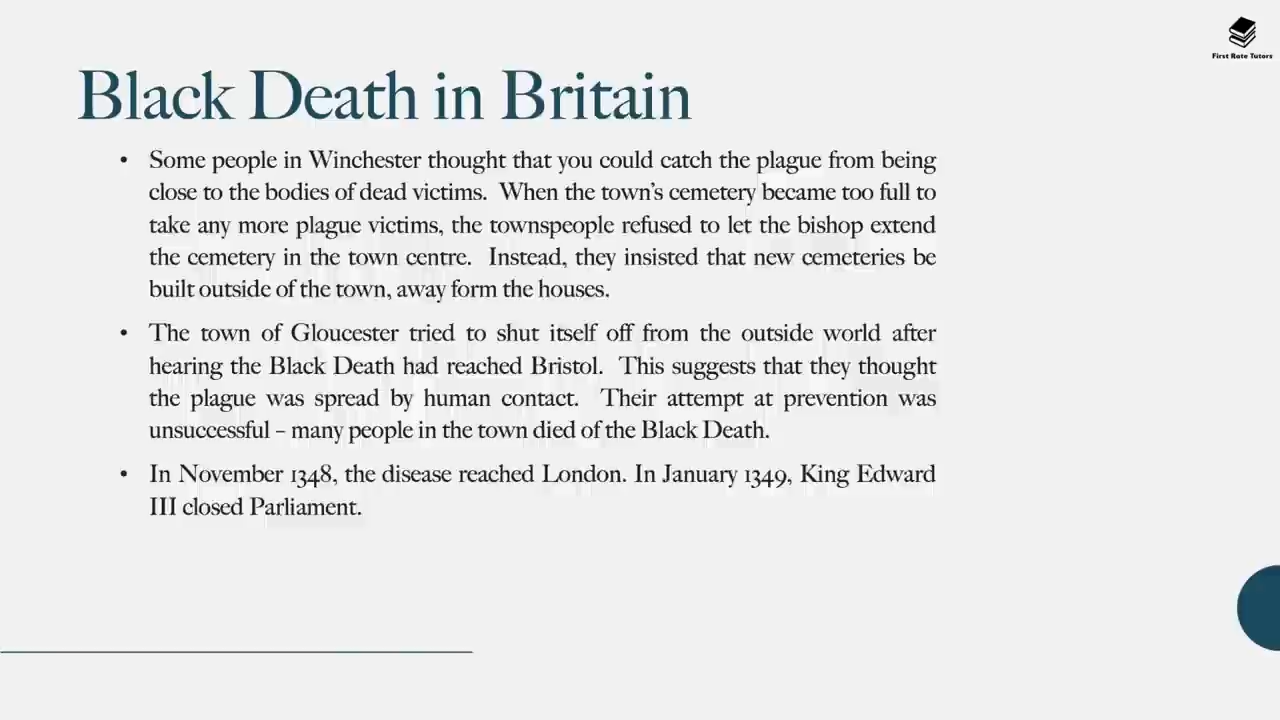 First Rate Tutors
Black Death in Britain
• Some people in Winchester thought that you could catch the plague from being
close to the bodies of dead victims. When the town's cemetery became too full to
take any more plague victims, the townspeople refused to let the bishop extend
the cemetery in the town centre. Instead, they insisted that new cemeteries be
built outside of the town, away form the houses.
• The town of Gloucester tried to shut itself off from the outside world after
hearing the Black Death had reached Bristol. This suggests that they thought
the plague was spread by human contact. Their attempt at prevention was
unsuccessful – many people in the town died of the Black Death.
• In November 1348, the disease reached London. In January 1349, King Edward
III closed Parliament.